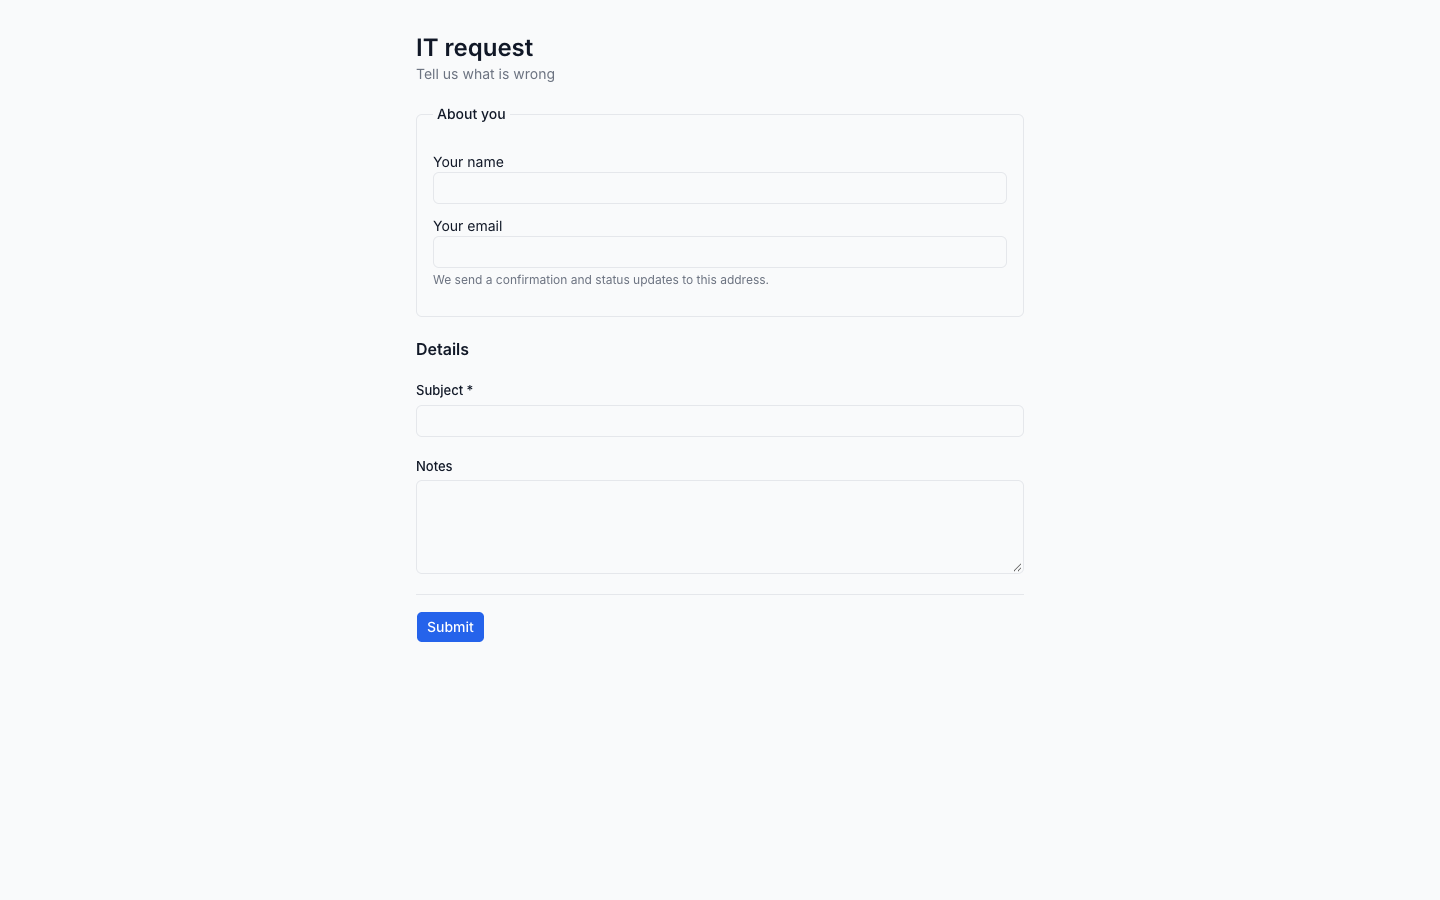 IT request
Tell us what is wrong
About you
Your name
Your email
We send a confirmation and status updates to this address.
Details
Subject *
Notes
Submit